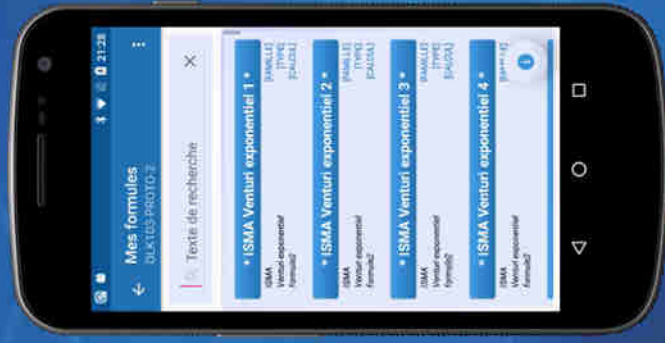 21:28
Mes formules
DLK103-PROTO-2
Texte de recherche
* ISMA Venturi exponentiel 1 *
ISMA
Venturi exponentiel
Formule2
[FAMILLE]
[TYPE]
[CALCUL]
* ISMA Venturi exponentiel 2 *
ISMA
Venturi exponentiel
Formule2
[FAMILLE]
[TYPE]
[CALCUL]
* ISMA Venturi exponentiel 3 *
ISMA
Venturi exponentiel
Formule2
[FAMILLE]
[TYPE]
[CALCUL]
* ISMA Venturi exponentiel 4 *
ISMA
Venturi exponentiel
Formule2